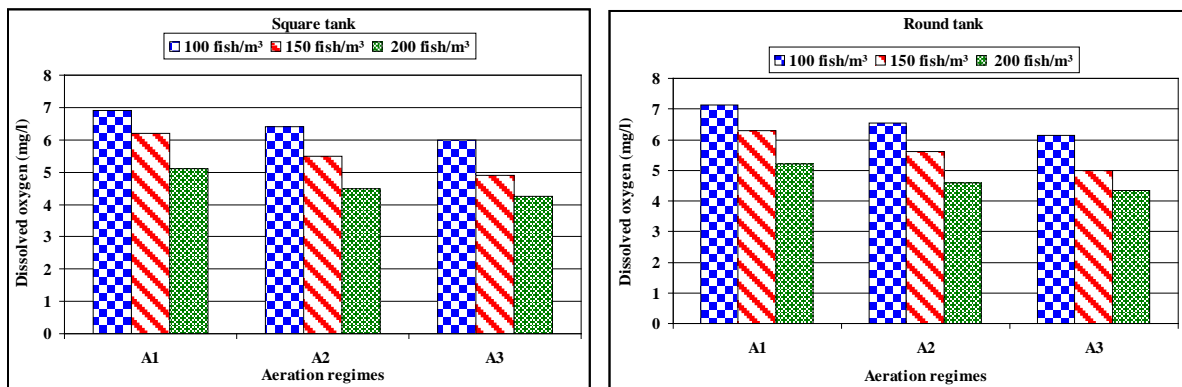 Square tank
100 fish/m³ 150 fish/m³ 200 fish/m³
Dissolved oxygen (mg/l)
8
7
6
5
4
3
2
1
0
A1 A2 A3
Aeration regimes
Round tank
100 fish/m³ 150 fish/m³ 200 fish/m³
Dissolved oxygen (mg/l)
8
7
6
5
4
3
2
1
0
A1 A2 A3
Aeration regimes